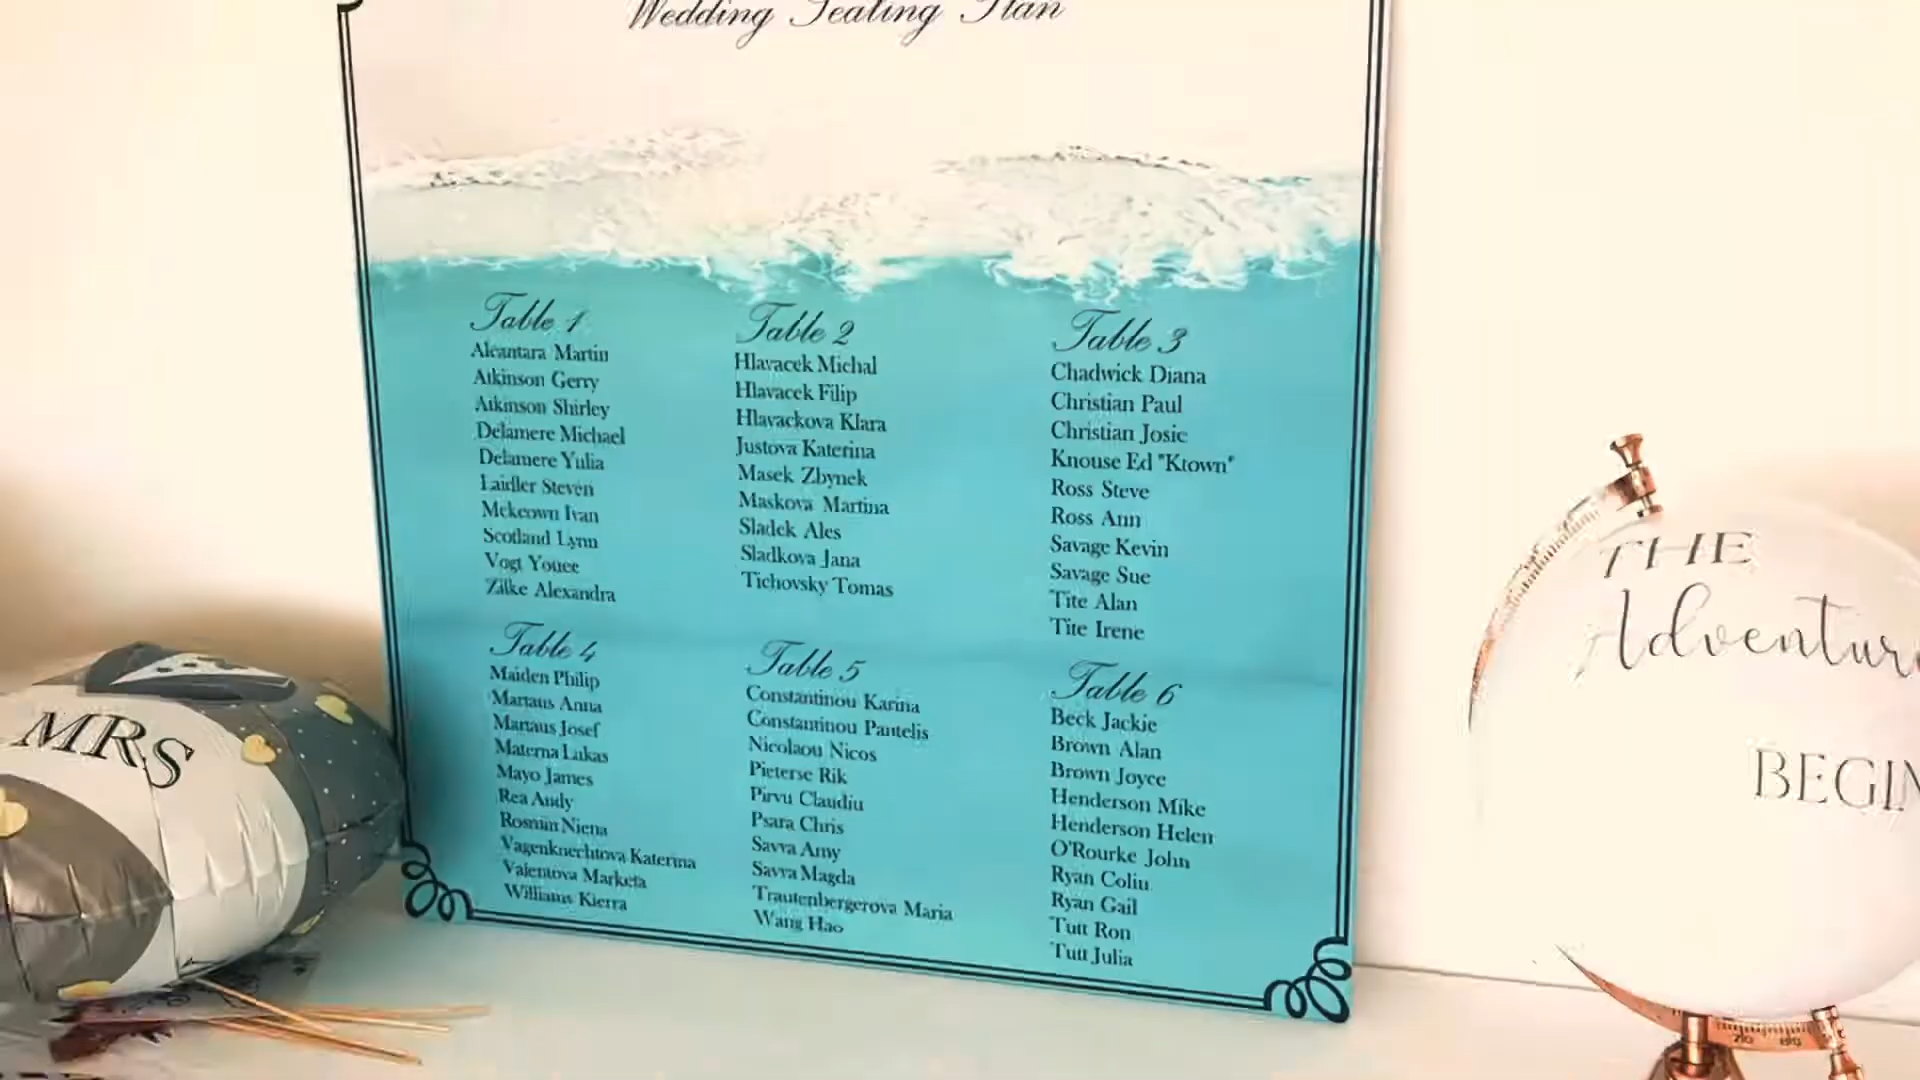 Wedding Seating Plan
Table 1
Alcantara Martin
Atkinson Gerry
Atkinson Shirley
Delamere Michael
Delamere Yulia
Laidler Steven
Mckeown Ivan
Scotland Lynn
Vogt Youee
Zilke Alexandra
Table 2
Hlavacek Michal
Hlavacek Filip
Hlavackova Klara
Justova Katerina
Masek Zbynek
Maskova Martina
Sladek Ales
Sladkova Jana
Tichovsky Tomas
Table 3
Chadwick Diana
Christian Paul
Christian Josie
Knouse Ed "Ktown"
Ross Steve
Ross Ann
Savage Kevin
Savage Sue
Tite Alan
Tite Irene
Table 4
Maiden Philip
Martaus Anna
Martaus Josef
Materna Lukas
Mayo James
Rea Andy
Rosmin Niena
Vagenknechtova Katerina
Valentova Marketa
Williams Kierra
Table 5
Constantinou Karina
Constantinou Pantelis
Nicolaou Nicos
Pieterse Rik
Pirvu Claudiu
Psara Chris
Savva Amy
Savva Magda
Trautenbergerova Maria
Wang Hao
Table 6
Beck Jackie
Brown Alan
Brown Joyce
Henderson Mike
Henderson Helen
O'Rourke John
Ryan Colin
Ryan Gail
Tutt Ron
Tutt Julia
MRS
THE
Adventure
BEGIN